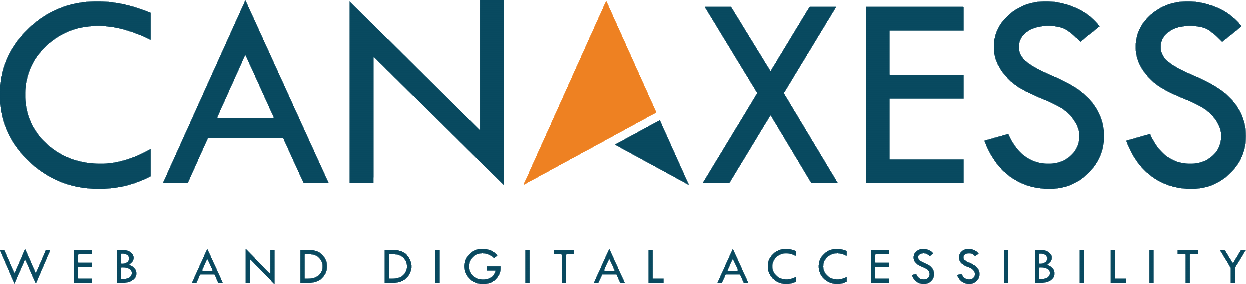 CANAXESS
WEB AND DIGITAL ACCESSIBILITY